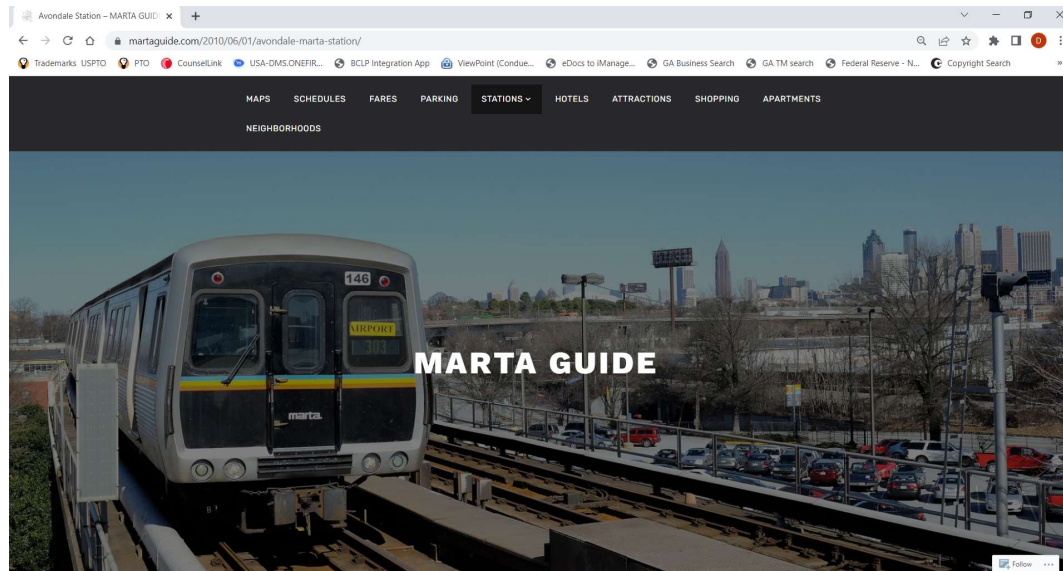 Avondale Station – MARTA GUID
martaguide.com/2010/06/01/avondale-marta-station/
D
Trademarks USPTO PTO CounselLink USA-DMS.ONEFIR... BCLP Integration App ViewPoint (Condue... eDocs to iManage... GA Business Search GA TM search Federal Reserve - N... Copyright Search »
MAPS SCHEDULES FARES PARKING STATIONS HOTELS ATTRACTIONS SHOPPING APARTMENTS
NEIGHBORHOODS
146
AIRPORT
303
MARTA GUIDE
marta
Follow ...